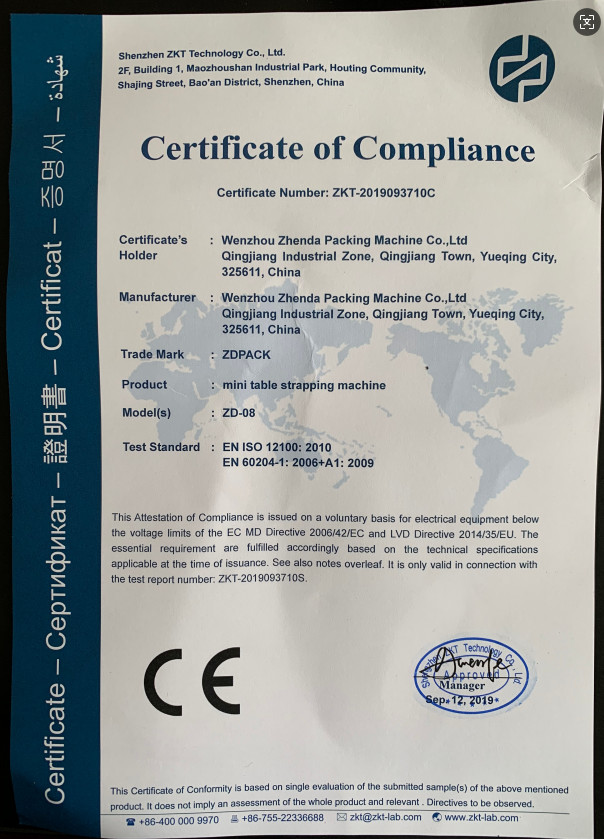 Shenzhen ZKT Technology Co., Ltd.
2F, Building 1, Maozhoushan Industrial Park, Houting Community,
Shajing Street, Bao'an District, Shenzhen, China
Certificate of Compliance
Certificate Number: ZKT-2019093710C
Certificate's Holder : Wenzhou Zhenda Packing Machine Co.,Ltd
Qingjiang Industrial Zone, Qingjiang Town, Yueqing City,
325611, China
Manufacturer : Wenzhou Zhenda Packing Machine Co.,Ltd
Qingjiang Industrial Zone, Qingjiang Town, Yueqing City,
325611, China
Trade Mark : ZDPACK
Product : mini table strapping machine
Model(s) : ZD-08
Test Standard : EN ISO 12100: 2010
EN 60204-1: 2006+A1: 2009
This Attestation of Compliance is issued on a voluntary basis for electrical equipment below
the voltage limits of the EC MD Directive 2006/42/EC and LVD Directive 2014/35/EU. The
essential requirement are fulfilled accordingly based on the technical specifications
applicable at the time of issuance. See also notes overleaf. It is only valid in connection with
the test report number: ZKT-2019093710S.
CE
Shenzhen ZKT Technology Co., Ltd.
Approved
Manager
Sep. 12, 2019
This Certificate of Conformity is based on single evaluation of the submitted sample(s) of the above mentioned
product. It does not imply an assessment of the whole product and relevant . Directives to be observed.
+86-400 000 9970 +86-755-22336688 zkt@zkt-lab.com www.zkt-lab.com
Certificate – Сертификат – 證明書 – Certificat – 증명서 – شهادة